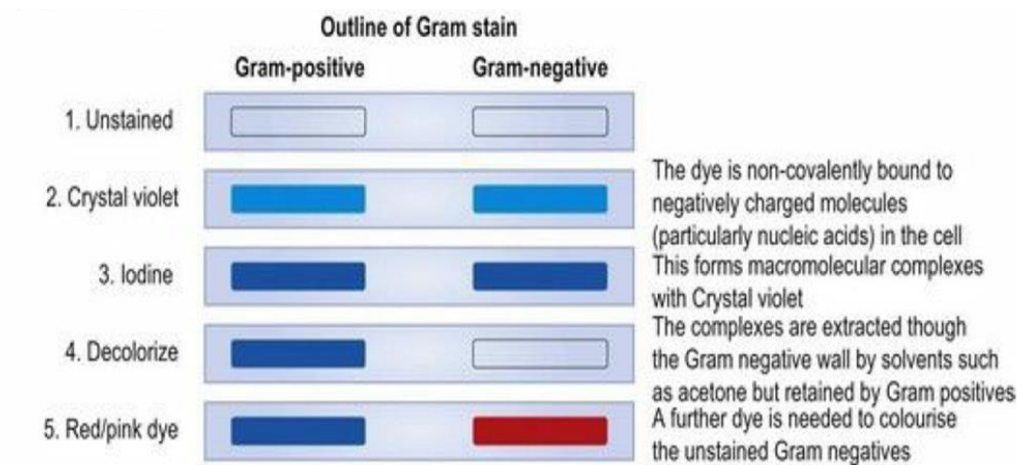 Outline of Gram stain
Gram-positive Gram-negative
1. Unstained
2. Crystal violet
The dye is non-covalently bound to
negatively charged molecules
(particularly nucleic acids) in the cell
3. Iodine
This forms macromolecular complexes
with Crystal violet
4. Decolorize
The complexes are extracted though
the Gram negative wall by solvents such
as acetone but retained by Gram positives
5. Red/pink dye
A further dye is needed to colourise
the unstained Gram negatives